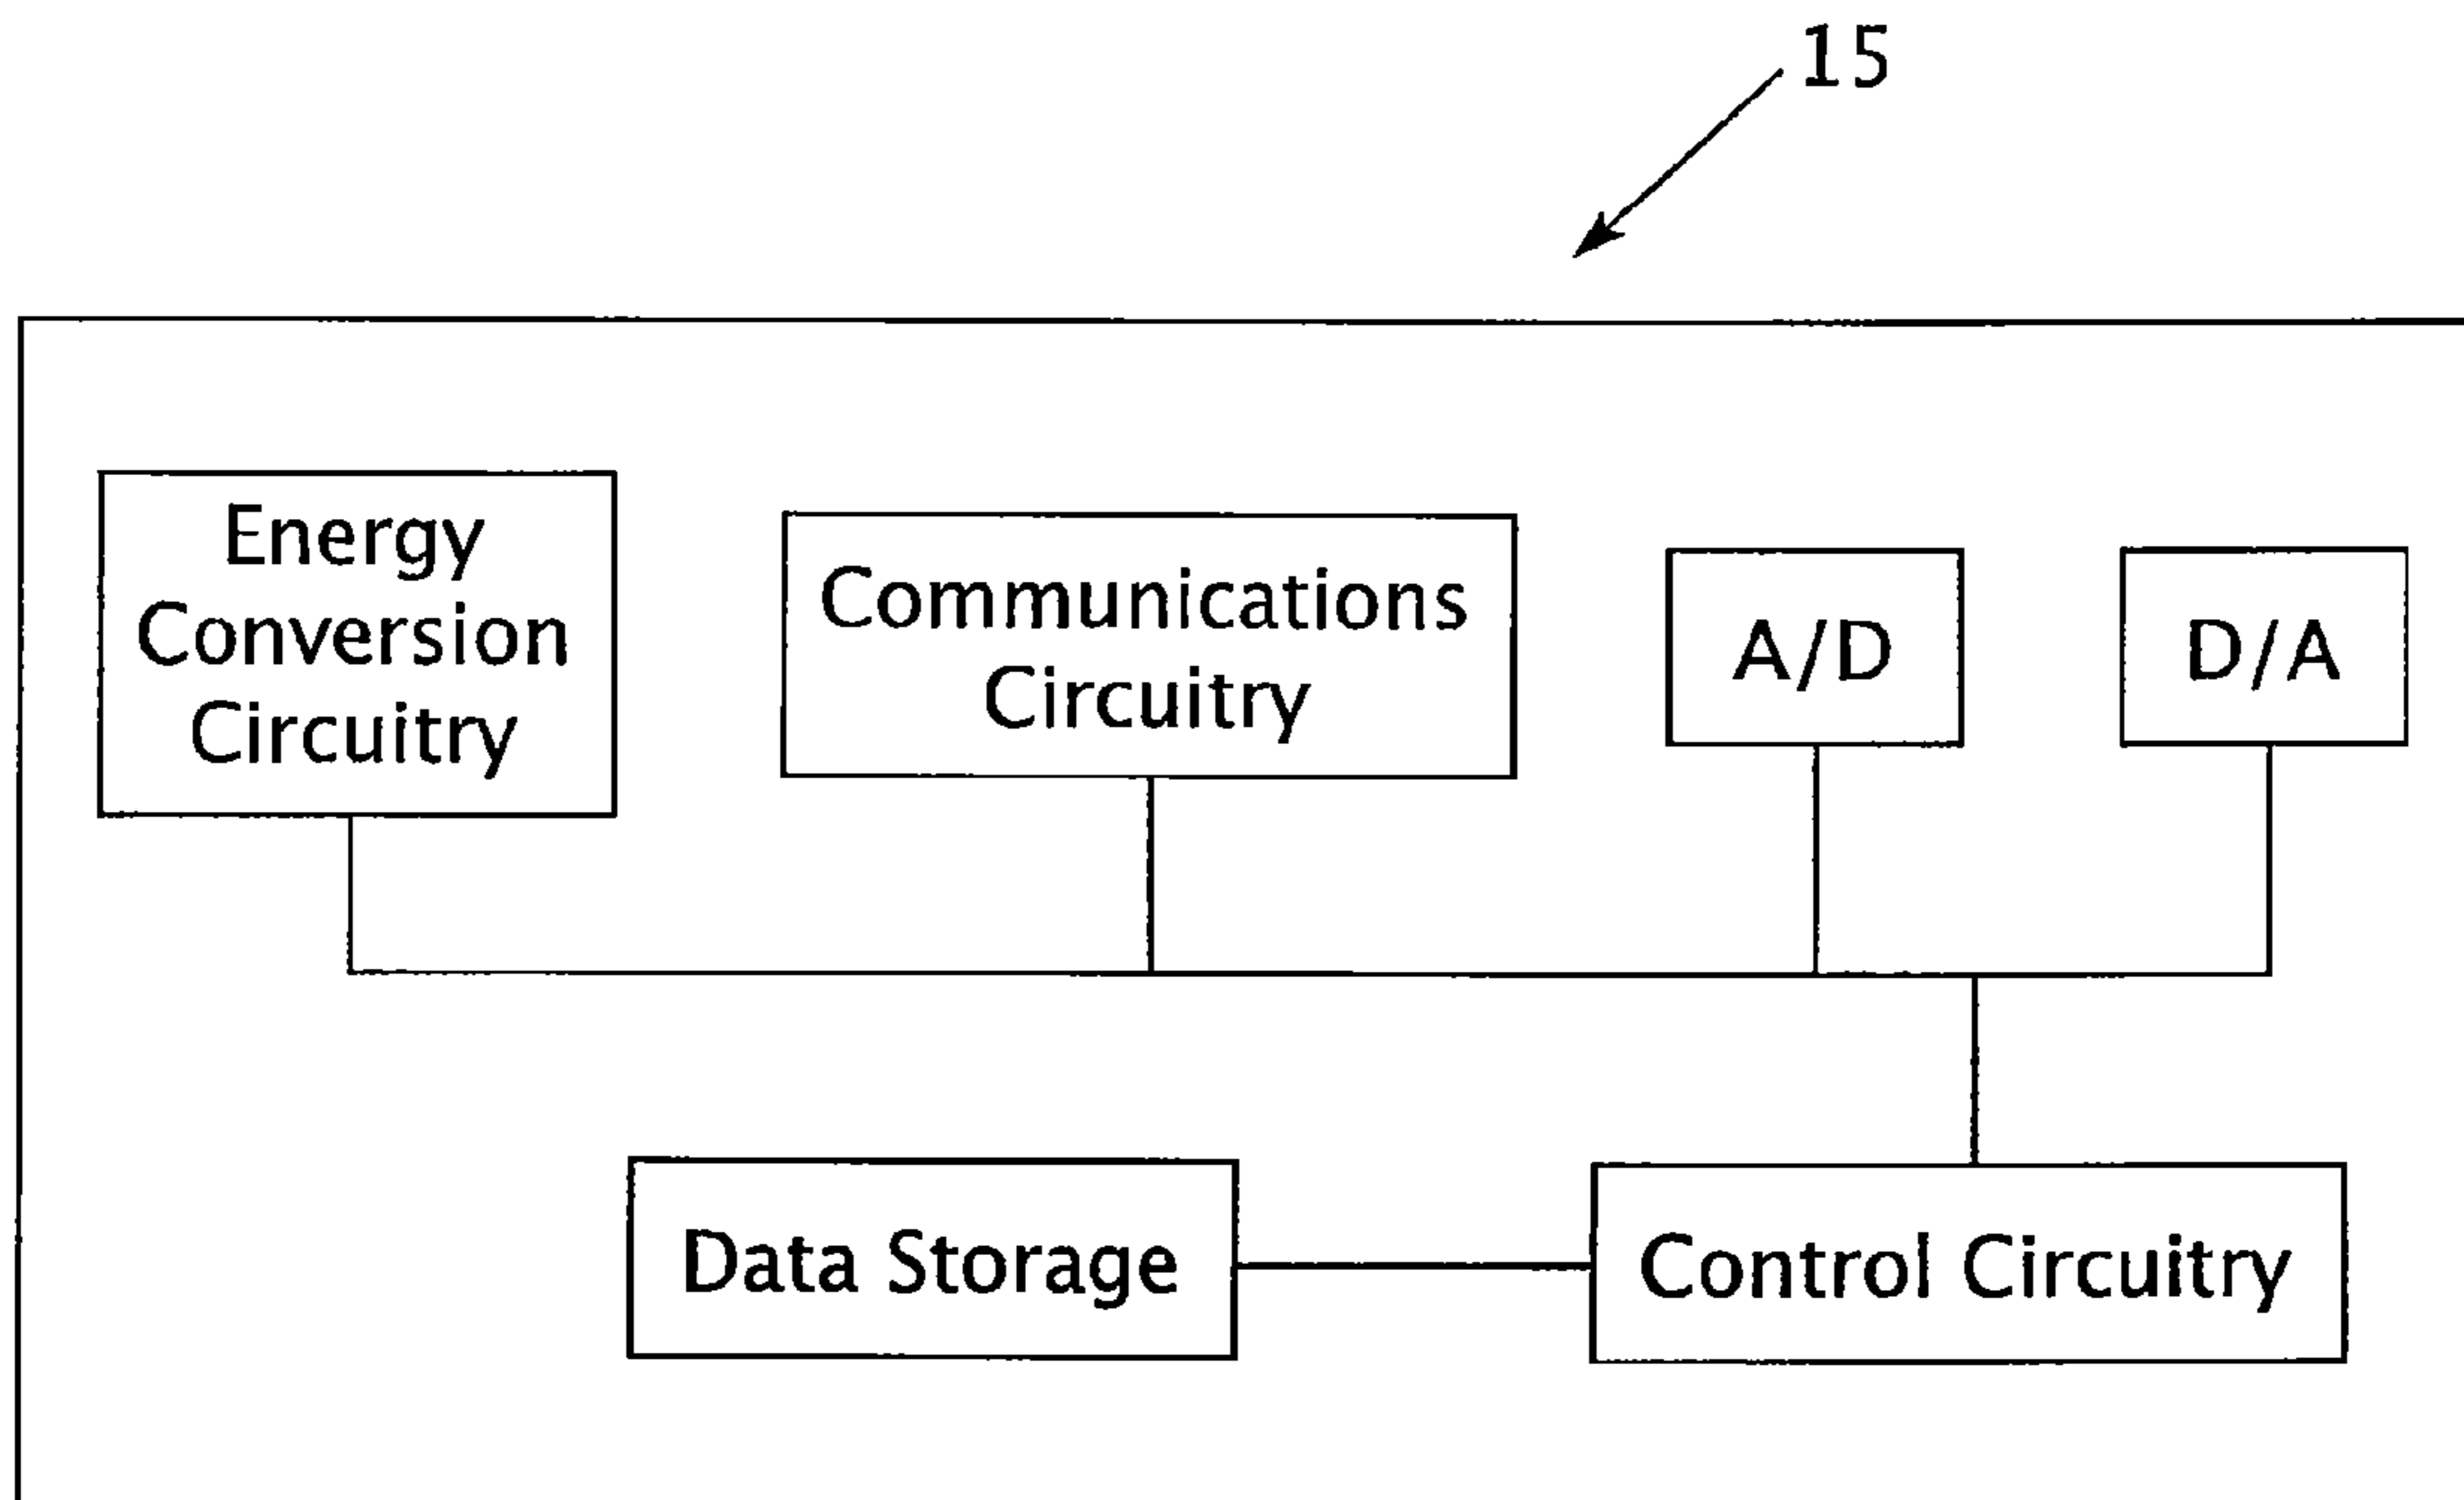 15
Energy
Conversion
Circuitry
Communications
Circuitry
A/D
D/A
Data Storage
Control Circuitry